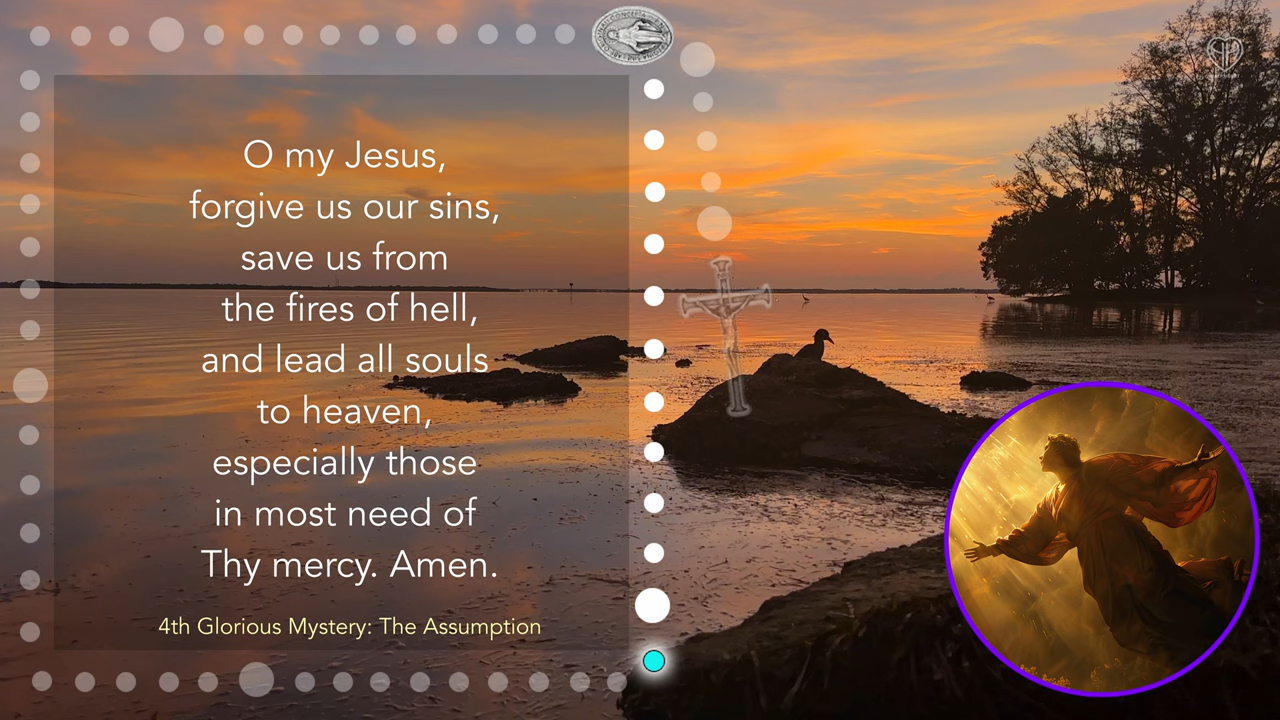 O my Jesus,
forgive us our sins,
save us from
the fires of hell,
and lead all souls
to heaven,
especially those
in most need of
Thy mercy. Amen.
4th Glorious Mystery: The Assumption